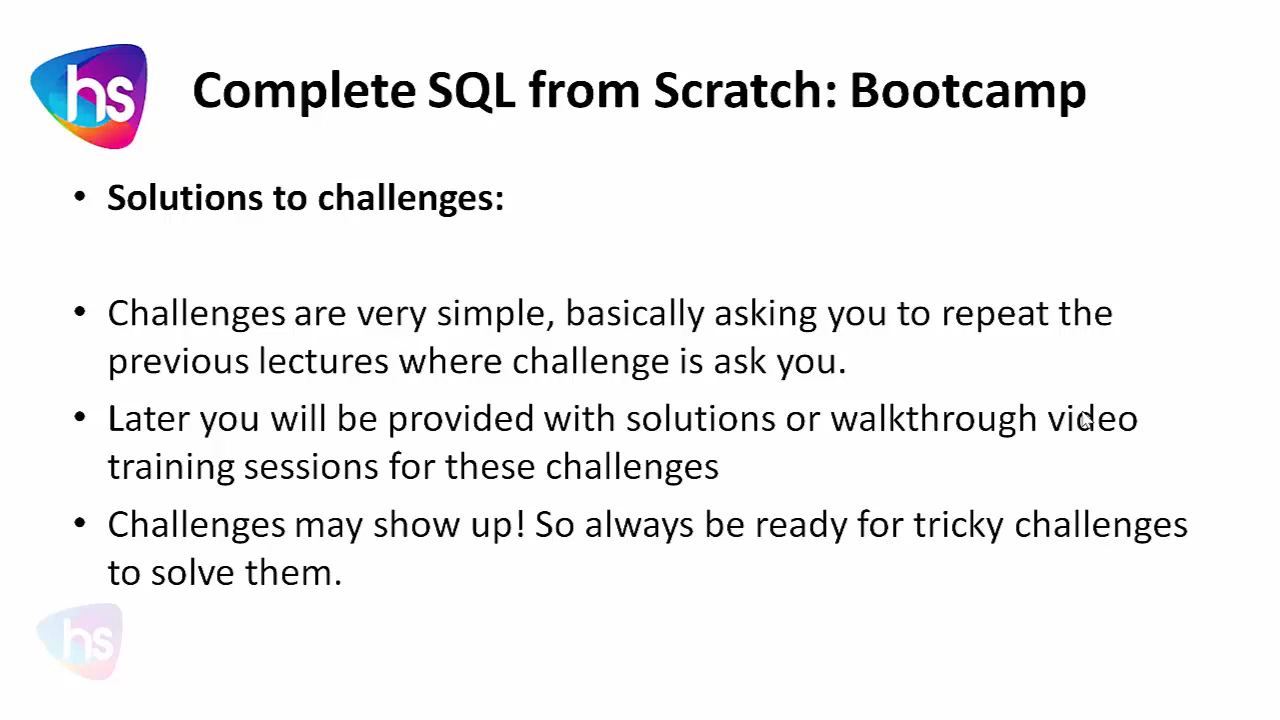 hs
Complete SQL from Scratch: Bootcamp
• Solutions to challenges:
• Challenges are very simple, basically asking you to repeat the
previous lectures where challenge is ask you.
• Later you will be provided with solutions or walkthrough video
training sessions for these challenges
• Challenges may show up! So always be ready for tricky challenges
to solve them.
hs